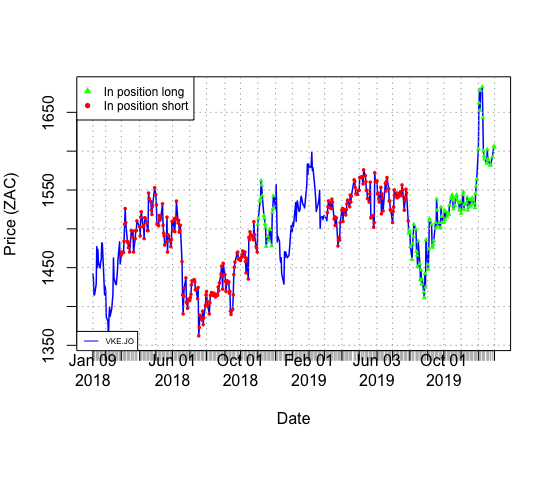 In position long
In position short
Price (ZAC)
1650
1550
1450
1350
VKE.JO
Jan 09 Jun 01 Oct 01 Feb 01 Jun 03 Oct 01
2018 2018 2018 2019 2019 2019
Date